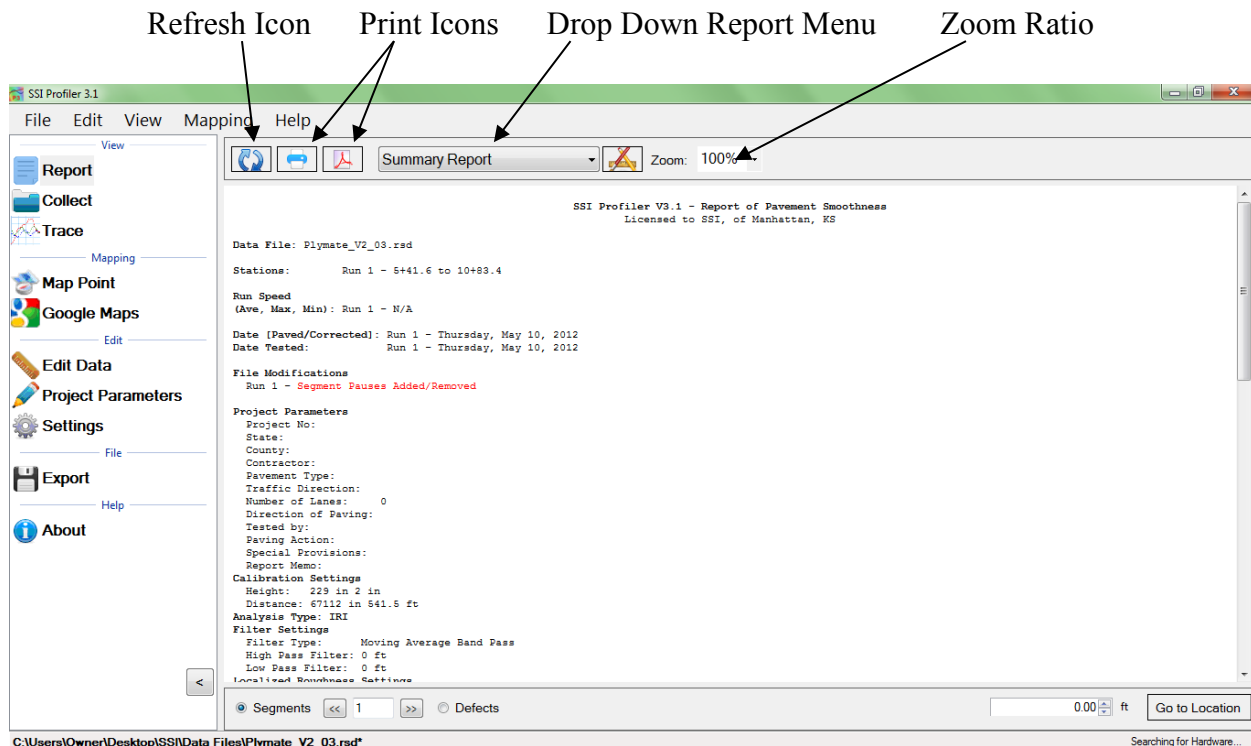 Refresh Icon Print Icons Drop Down Report Menu Zoom Ratio
SSI Profiler 3.1
File Edit View Mapping Help
View
Report
Collect
Trace
Mapping
Map Point
Google Maps
Edit
Edit Data
Project Parameters
Settings
File
Export
Help
About
<
Summary Report Zoom: 100%
SSI Profiler V3.1 - Report of Pavement Smoothness
Licensed to SSI, of Manhattan, KS
Data File: Plymate_V2_03.rsd
Stations: Run 1 - 5+41.6 to 10+83.4
Run Speed
(Ave, Max, Min): Run 1 - N/A
Date [Paved/Corrected]: Run 1 - Thursday, May 10, 2012
Date Tested: Run 1 - Thursday, May 10, 2012
File Modifications
Run 1 - Segment Pauses Added/Removed
Project Parameters
Project No:
State:
County:
Contractor:
Pavement Type:
Traffic Direction:
Number of Lanes: 0
Direction of Paving:
Tested by:
Paving Action:
Special Provisions:
Report Memo:
Calibration Settings
Height: 229 in 2 in
Distance: 67112 in 541.5 ft
Analysis Type: IRI
Filter Settings
Filter Type: Moving Average Band Pass
High Pass Filter: 0 ft
Low Pass Filter: 0 ft
Localized Roughness Settings
Segments << 1 >> Defects 0.00 ft Go to Location
C:\Users\Owner\Desktop\SSI\Data Files\Plymate_V2_03.rsd* Searching for Hardware...